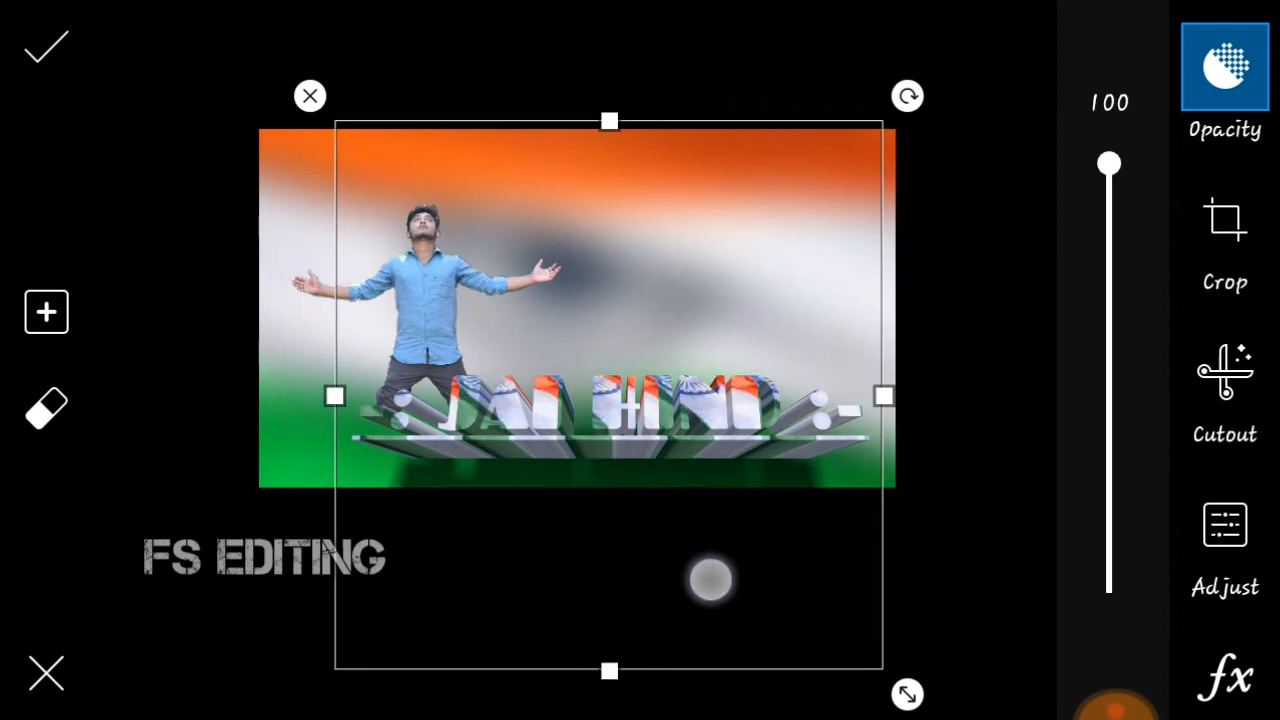 100
Opacity
Crop
JAI HIND
Cutout
FS EDITING
Adjust
fx